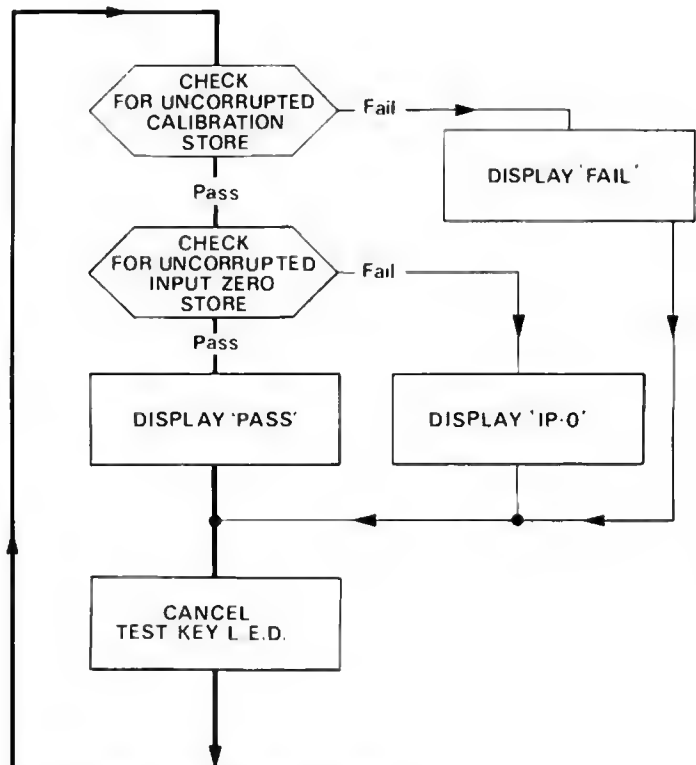 CHECK
FOR UNCORRUPTED
CALIBRATION
STORE
Fail
DISPLAY 'FAIL'
Pass
CHECK
FOR UNCORRUPTED
INPUT ZERO
STORE
Fail
Pass
DISPLAY 'PASS'
DISPLAY 'IP·0'
CANCEL
TEST KEY L.E.D.